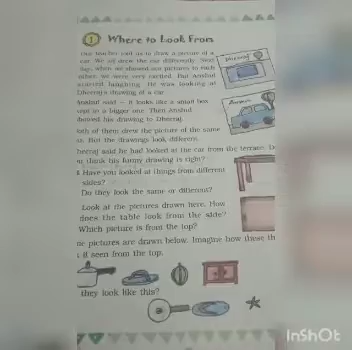 1 Where to Look From
Our teacher told us to draw a picture of a
car. We all drew the car differently. Next
day, when we showed our pictures to each
other, we were very excited. But Anshul
started laughing. He was looking at
Dheeraj's drawing of a car.
Anshul said – it looks like a small box
kept in a bigger one. Then Anshul
showed his drawing to Dheeraj.
both of them drew the picture of the same
But the drawings look different.
heeraj said he had looked at the car from the terrace. D
u think his funny drawing is right?
Have you looked at things from different
sides?
Do they look the same or different?
Look at the pictures drawn here. How
does the table look from the side?
Which picture is from the top?
me pictures are drawn below. Imagine how these th
k if seen from the top.
they look like this?
Dheeraj
InShOt